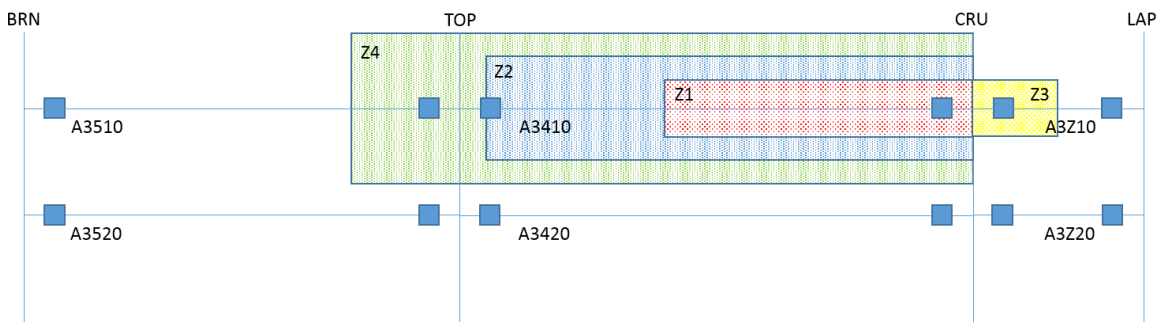 BRN TOP CRU LAP
Z4
Z2
Z1 Z3
A3510 A3410 A3Z10
A3520 A3420 A3Z20